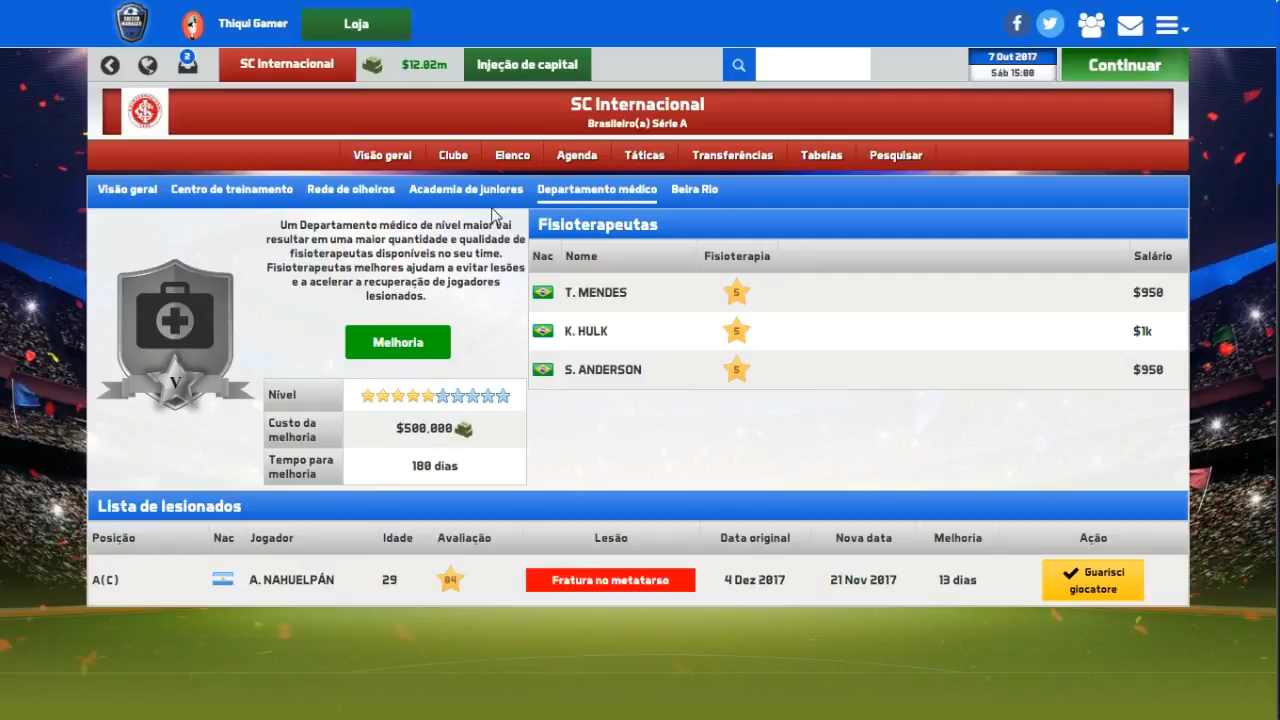 Thiqui Gamer
Loja
2
SC Internacional
$12.02m
Injeção de capital
7 Out 2017
Sáb 15:00
Continuar
SC Internacional
Brasileiro(a) Série A
Visão geral
Clube
Elenco
Agenda
Táticas
Transferências
Tabelas
Pesquisar
Visão geral
Centro de treinamento
Rede de olheiros
Academia de juniores
Departamento médico
Beira Rio
Um Departamento médico de nível maior vai
resultar em uma maior quantidade e qualidade de
fisioterapeutas disponíveis no seu time.
Fisioterapeutas melhores ajudam a evitar lesões
e a acelerar a recuperação de jogadores
lesionados.
Melhoria
V
Nível
Custo da
melhoria
$500,000
Tempo para
melhoria
180 dias
Fisioterapeutas
Nac Nome Fisioterapia Salário
T. MENDES 5 $950
K. HULK 5 $1k
S. ANDERSON 5 $950
Lista de lesionados
Posição Nac Jogador Idade Avaliação Lesão Data original Nova data Melhoria Ação
A(C) A. NAHUELPÁN 29 84 Fratura no metatarso 4 Dez 2017 21 Nov 2017 13 dias
Guarisci
giocatore